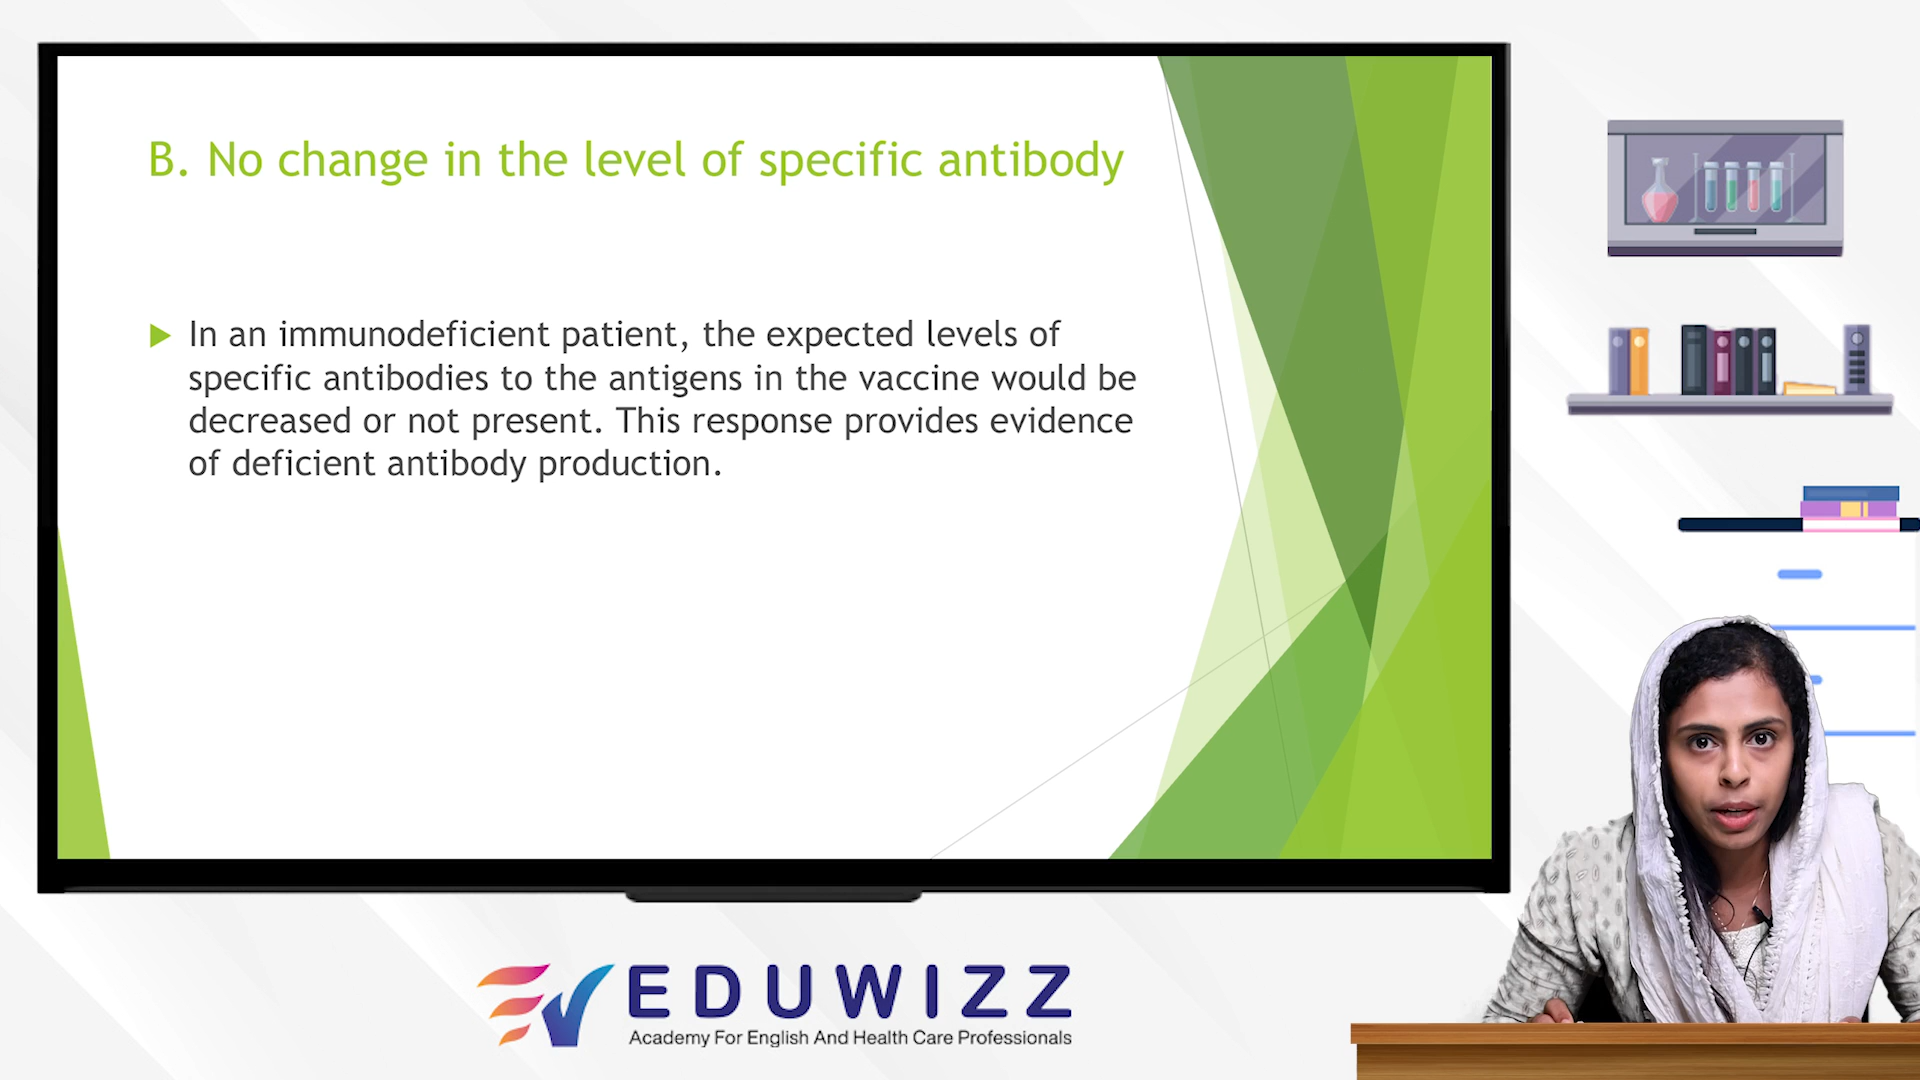 B. No change in the level of specific antibody
In an immunodeficient patient, the expected levels of
specific antibodies to the antigens in the vaccine would be
decreased or not present. This response provides evidence
of deficient antibody production.
EDUWIZZ
Academy For English And Health Care Professionals